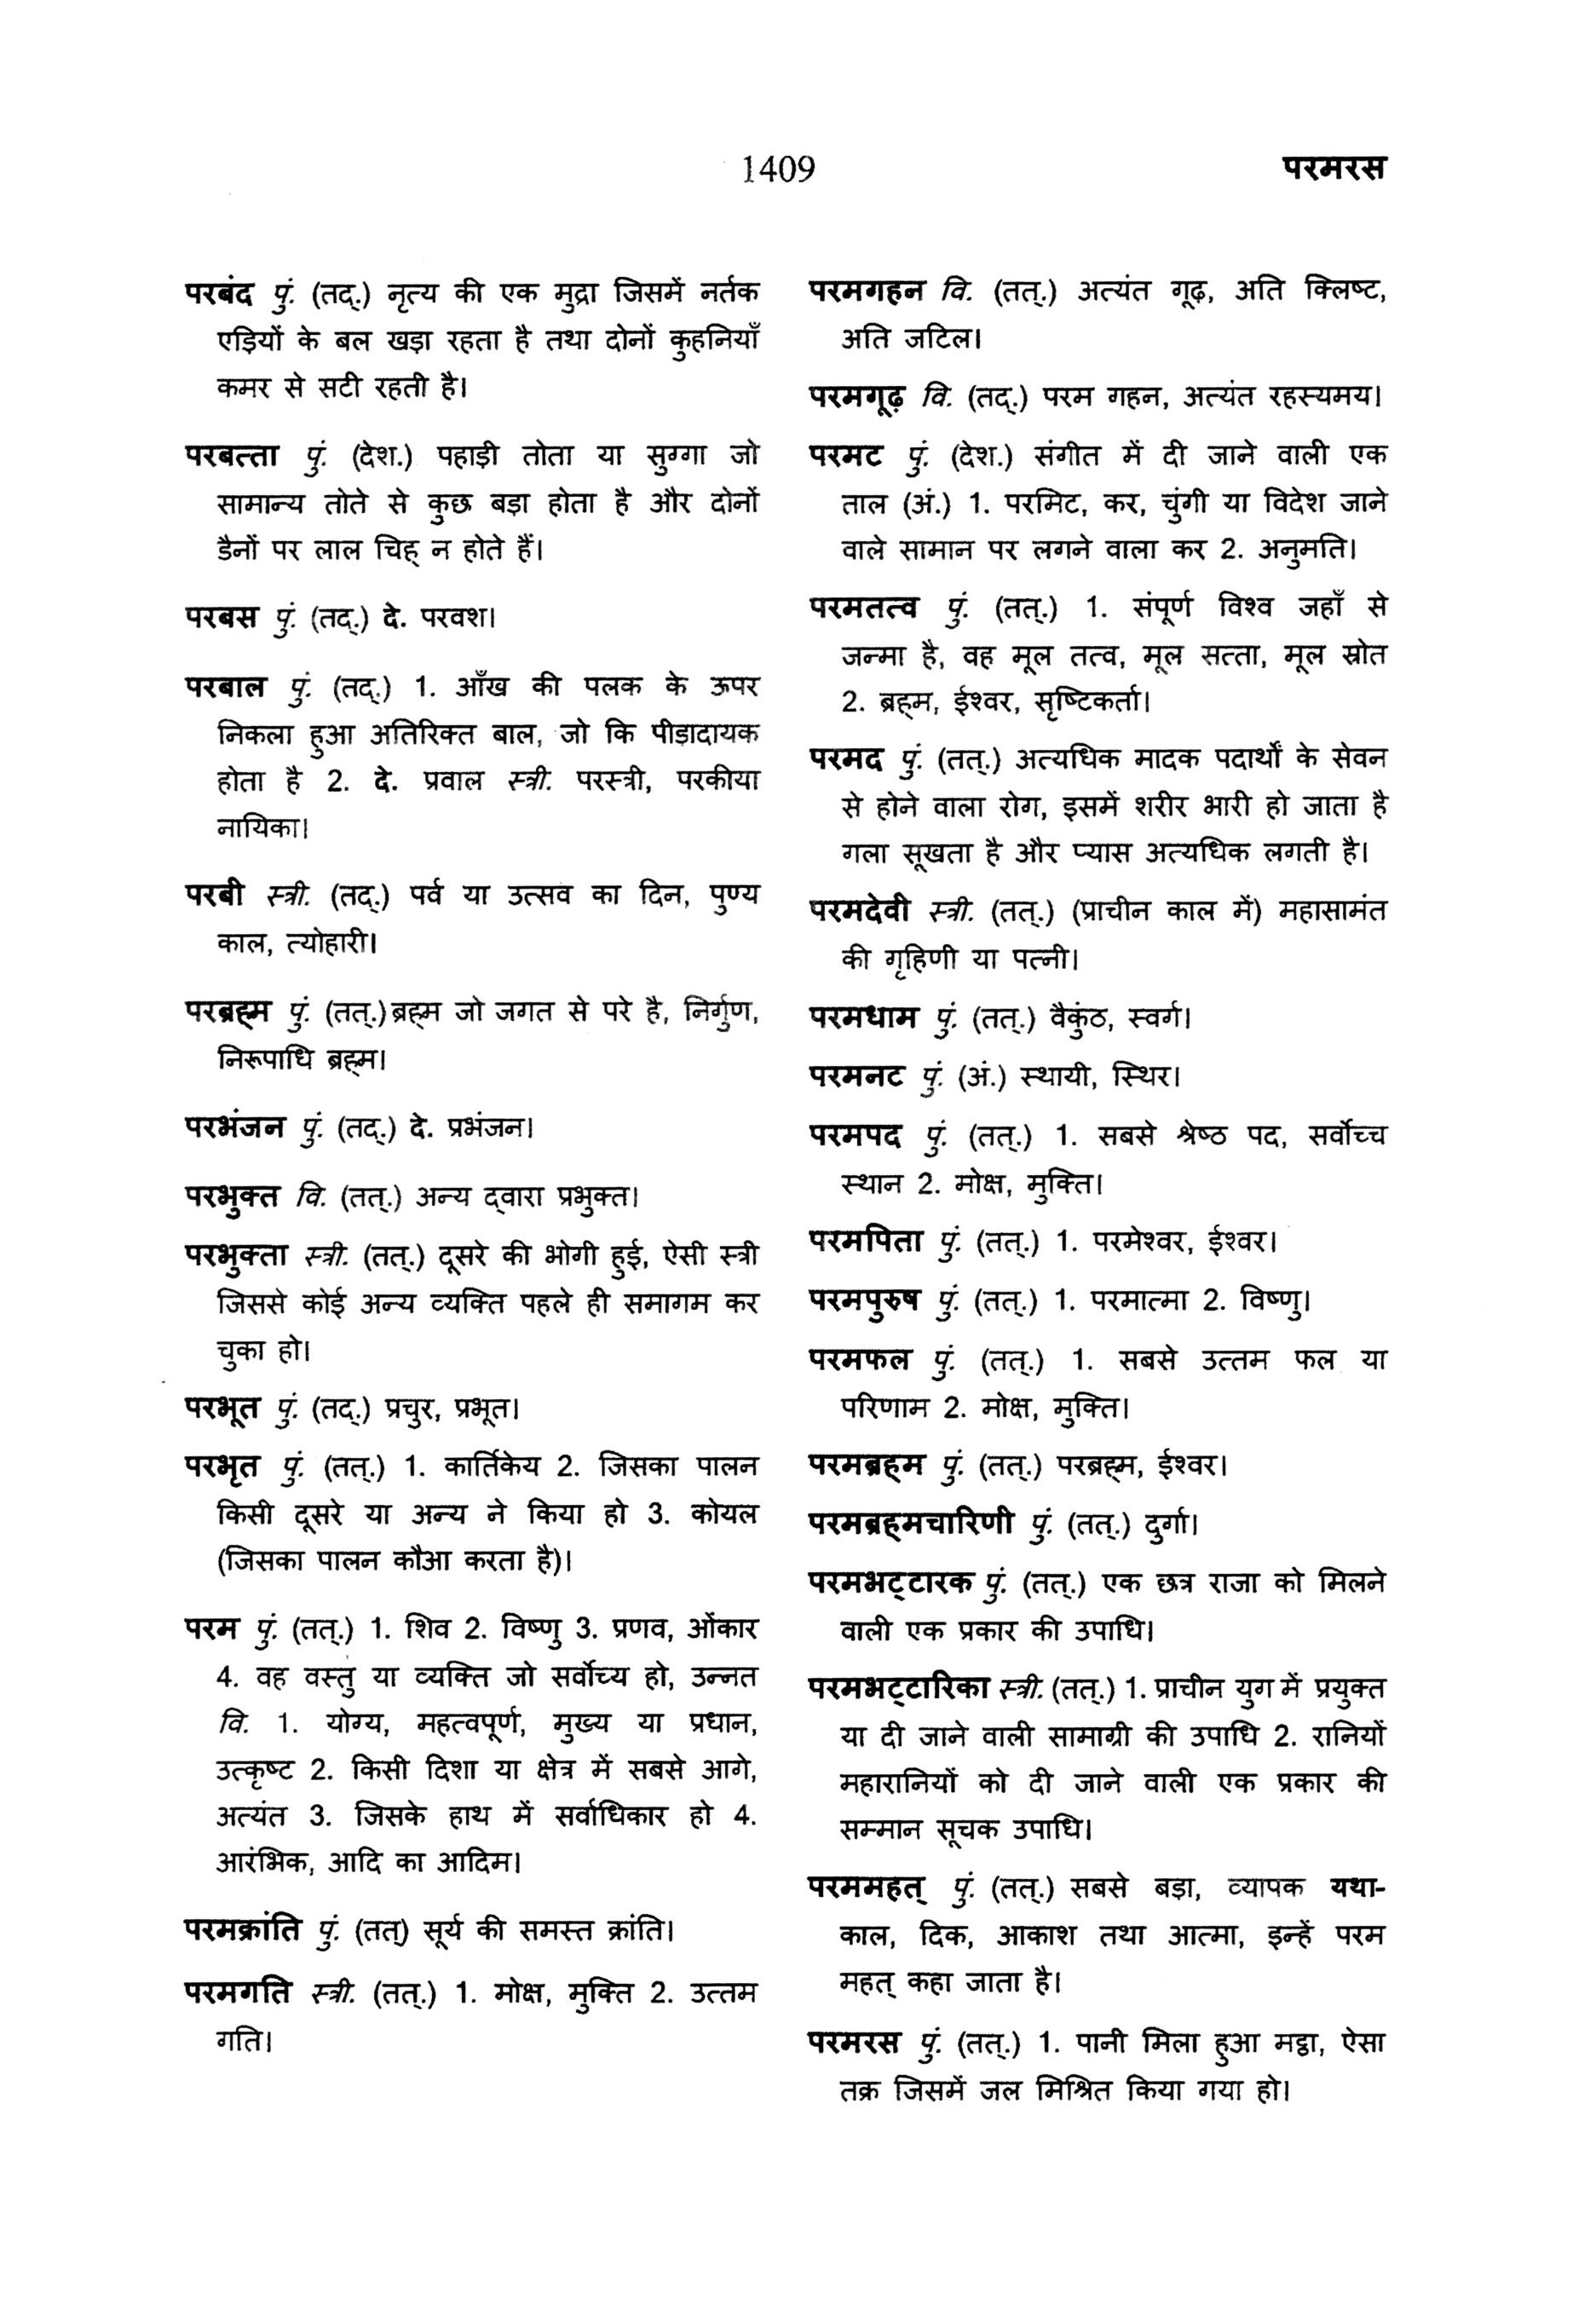 1409
परमरस
परबंद पुं. (तद्.) नृत्य की एक मुद्रा जिसमें नर्तक
एड़ियों के बल खड़ा रहता है तथा दोनों कुहनियाँ
कमर से सटी रहती है।
परबत्ता पुं. (देश.) पहाड़ी तोता या सुग्गा जो
सामान्य तोते से कुछ बड़ा होता है और दोनों
डैनों पर लाल चिह् न होते हैं।
परबस पुं. (तद्.) दे. परवश।
परबाल पुं. (तद्.) 1. आँख की पलक के ऊपर
निकला हुआ अतिरिक्त बाल, जो कि पीड़ादायक
होता है 2. दे. प्रवाल स्त्री. परस्त्री, परकीया
नायिका।
परबी स्त्री. (तद्.) पर्व या उत्सव का दिन, पुण्य
काल, त्योहारी।
परब्रह्म पुं. (तत्.)ब्रह्म जो जगत से परे है, निर्गुण,
निरूपाधि ब्रह्म।
परभंजन पुं. (तद्.) दे. प्रभंजन।
परभुक्त वि. (तत्.) अन्य द्वारा प्रभुक्त।
परभुक्ता स्त्री. (तत्.) दूसरे की भोगी हुई, ऐसी स्त्री
जिससे कोई अन्य व्यक्ति पहले ही समागम कर
चुका हो।
परभूत पुं. (तद्.) प्रचुर, प्रभूत।
परभृत पुं. (तत्.) 1. कार्तिकेय 2. जिसका पालन
किसी दूसरे या अन्य ने किया हो 3. कोयल
(जिसका पालन कौआ करता है)।
परम पुं. (तत्.) 1. शिव 2. विष्णु 3. प्रणव, ओंकार
4. वह वस्तु या व्यक्ति जो सर्वोच्य हो, उन्नत
वि. 1. योग्य, महत्वपूर्ण, मुख्य या प्रधान,
उत्कृष्ट 2. किसी दिशा या क्षेत्र में सबसे आगे,
अत्यंत 3. जिसके हाथ में सर्वाधिकार हो 4.
आरंभिक, आदि का आदिम।
परमक्रांति पुं. (तत्) सूर्य की समस्त क्रांति।
परमगति स्त्री. (तत्.) 1. मोक्ष, मुक्ति 2. उत्तम
गति।
परमगहन वि. (तत्.) अत्यंत गूढ़, अति क्लिष्ट,
अति जटिल।
परमगूढ़ वि. (तद्.) परम गहन, अत्यंत रहस्यमय।
परमट पुं. (देश.) संगीत में दी जाने वाली एक
ताल (अं.) 1. परमिट, कर, चुंगी या विदेश जाने
वाले सामान पर लगने वाला कर 2. अनुमति।
परमतत्व पुं. (तत्.) 1. संपूर्ण विश्व जहाँ से
जन्मा है, वह मूल तत्व, मूल सत्ता, मूल स्रोत
2. ब्रह्म, ईश्वर, सृष्टिकर्ता।
परमद पुं. (तत्.) अत्यधिक मादक पदार्थों के सेवन
से होने वाला रोग, इसमें शरीर भारी हो जाता है
गला सूखता है और प्यास अत्यधिक लगती है।
परमदेवी स्त्री. (तत्.) (प्राचीन काल में) महासामंत
की गृहिणी या पत्नी।
परमधाम पुं. (तत्.) वैकुंठ, स्वर्ग।
परमनट पुं. (अं.) स्थायी, स्थिर।
परमपद पुं. (तत्.) 1. सबसे श्रेष्ठ पद, सर्वोच्च
स्थान 2. मोक्ष, मुक्ति।
परमपिता पुं. (तत्.) 1. परमेश्वर, ईश्वर।
परमपुरुष पुं. (तत्.) 1. परमात्मा 2. विष्णु।
परमफल पुं. (तत्.) 1. सबसे उत्तम फल या
परिणाम 2. मोक्ष, मुक्ति।
परमब्रह्म पुं. (तत्.) परब्रह्म, ईश्वर।
परमब्रह्मचारिणी पुं. (तत्.) दुर्गा।
परमभट्टारक पुं. (तत्.) एक छत्र राजा को मिलने
वाली एक प्रकार की उपाधि।
परमभट्टारिका स्त्री. (तत्.) 1. प्राचीन युग में प्रयुक्त
या दी जाने वाली सामाग्री की उपाधि 2. रानियों
महारानियों को दी जाने वाली एक प्रकार की
सम्मान सूचक उपाधि।
परममहत् पुं. (तत्.) सबसे बड़ा, व्यापक यथा-
काल, दिक, आकाश तथा आत्मा, इन्हें परम
महत् कहा जाता है।
परमरस पुं. (तत्.) 1. पानी मिला हुआ मट्ठा, ऐसा
तक्र जिसमें जल मिश्रित किया गया हो।